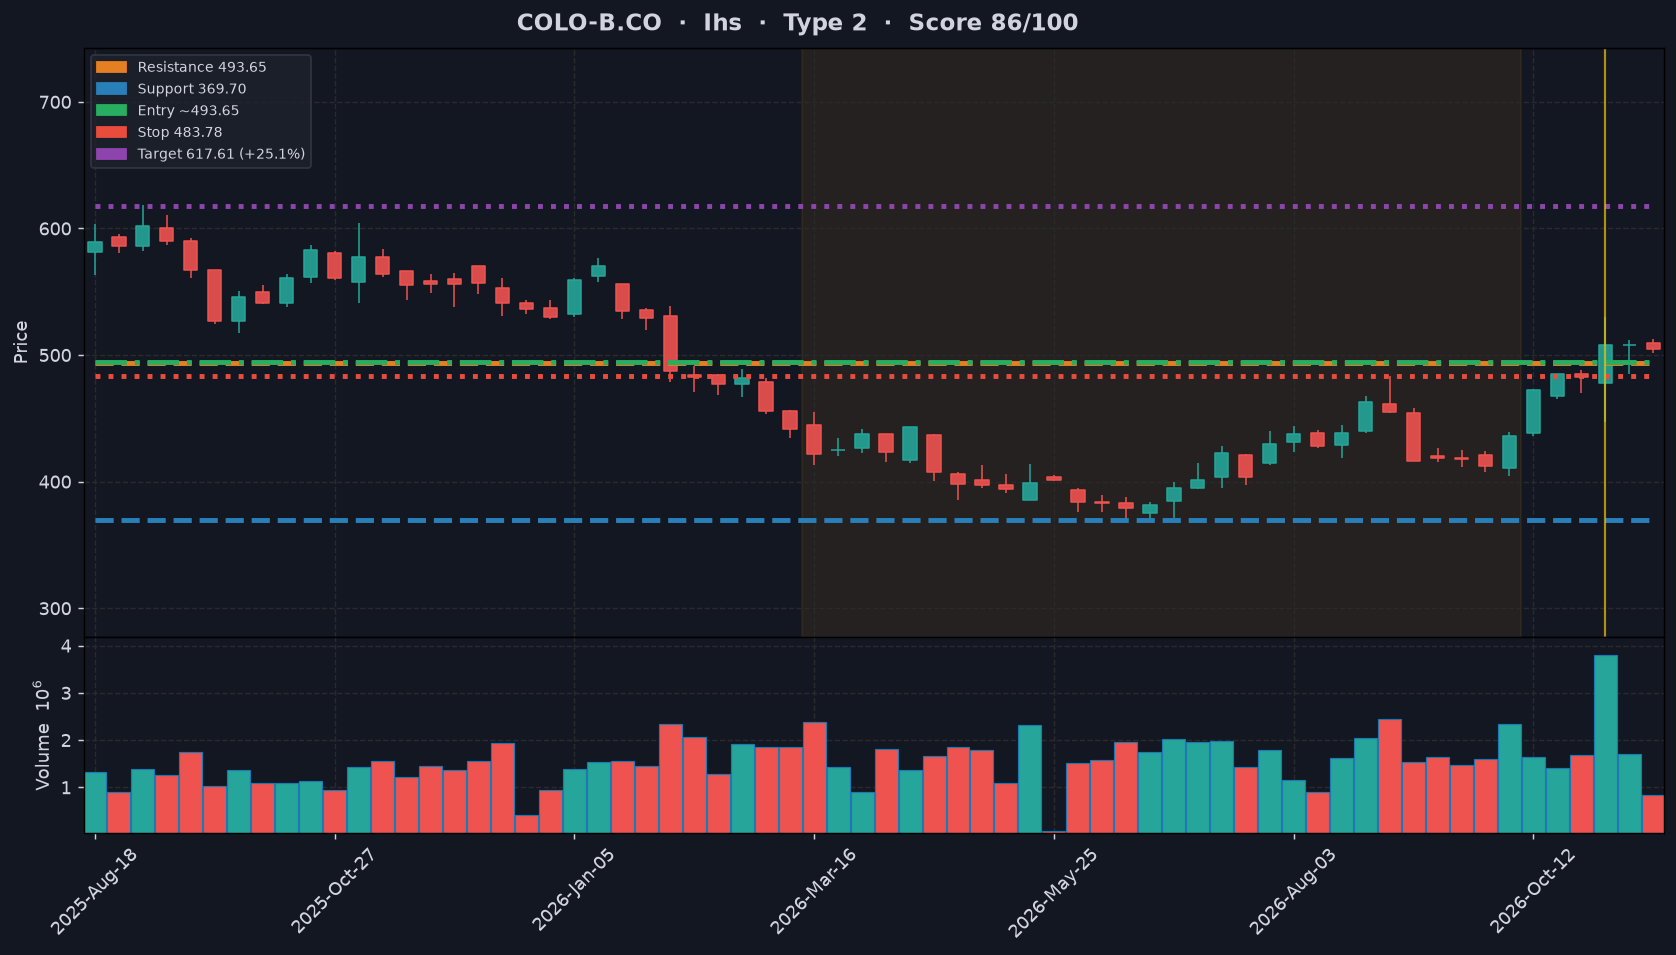 COLO-B.CO · Ihs · Type 2 · Score 86/100
Resistance 493.65
Support 369.70
Entry ~493.65
Stop 483.78
Target 617.61 (+25.1%)
Price
700
600
500
400
300
Volume 10⁶
4
3
2
1
2025-Aug-18
2025-Oct-27
2026-Jan-05
2026-Mar-16
2026-May-25
2026-Aug-03
2026-Oct-12